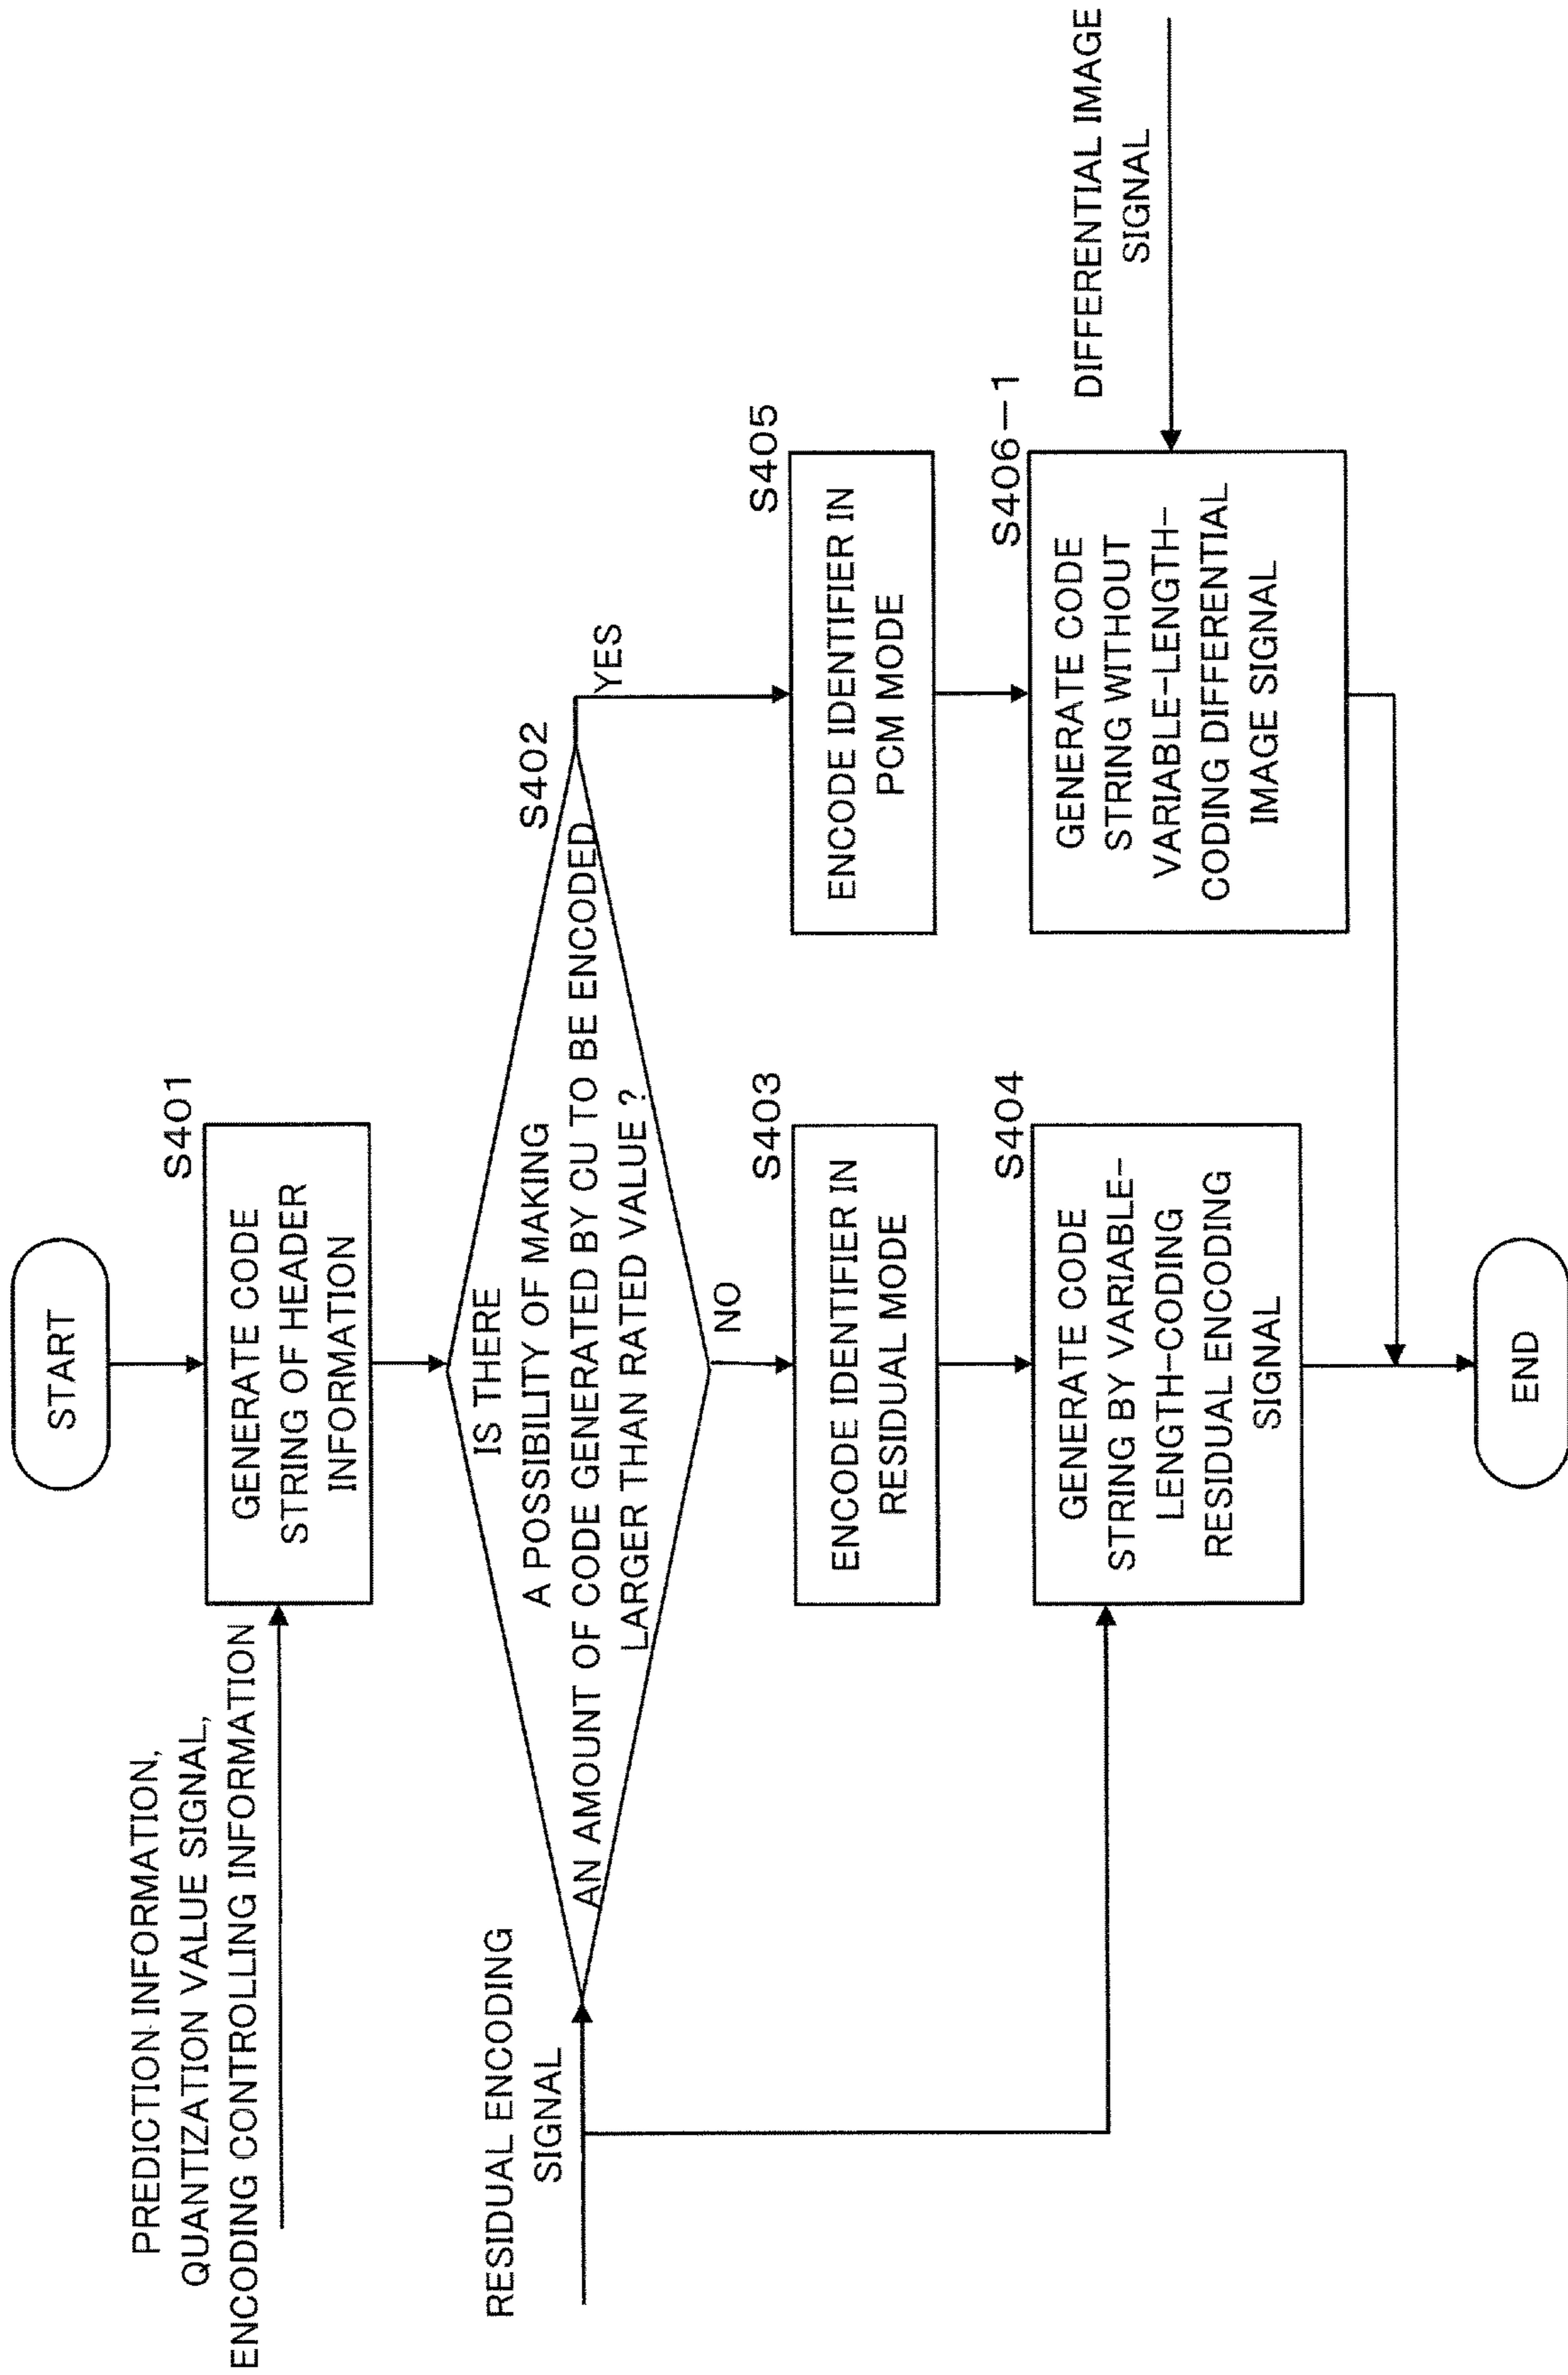 START
PREDICTION INFORMATION,
QUANTIZATION VALUE SIGNAL,
ENCODING CONTROLLING INFORMATION
S401
GENERATE CODE
STRING OF HEADER
INFORMATION
RESIDUAL ENCODING
SIGNAL
S402
IS THERE
A POSSIBILITY OF MAKING
AN AMOUNT OF CODE GENERATED BY CU TO BE ENCODED
LARGER THAN RATED VALUE ?
YES
NO
S403
ENCODE IDENTIFIER IN
RESIDUAL MODE
S405
ENCODE IDENTIFIER IN
PCM MODE
S404
GENERATE CODE
STRING BY VARIABLE-
LENGTH-CODING
RESIDUAL ENCODING
SIGNAL
S406-1
GENERATE CODE
STRING WITHOUT
VARIABLE-LENGTH-
CODING DIFFERENTIAL
IMAGE SIGNAL
DIFFERENTIAL IMAGE
SIGNAL
END